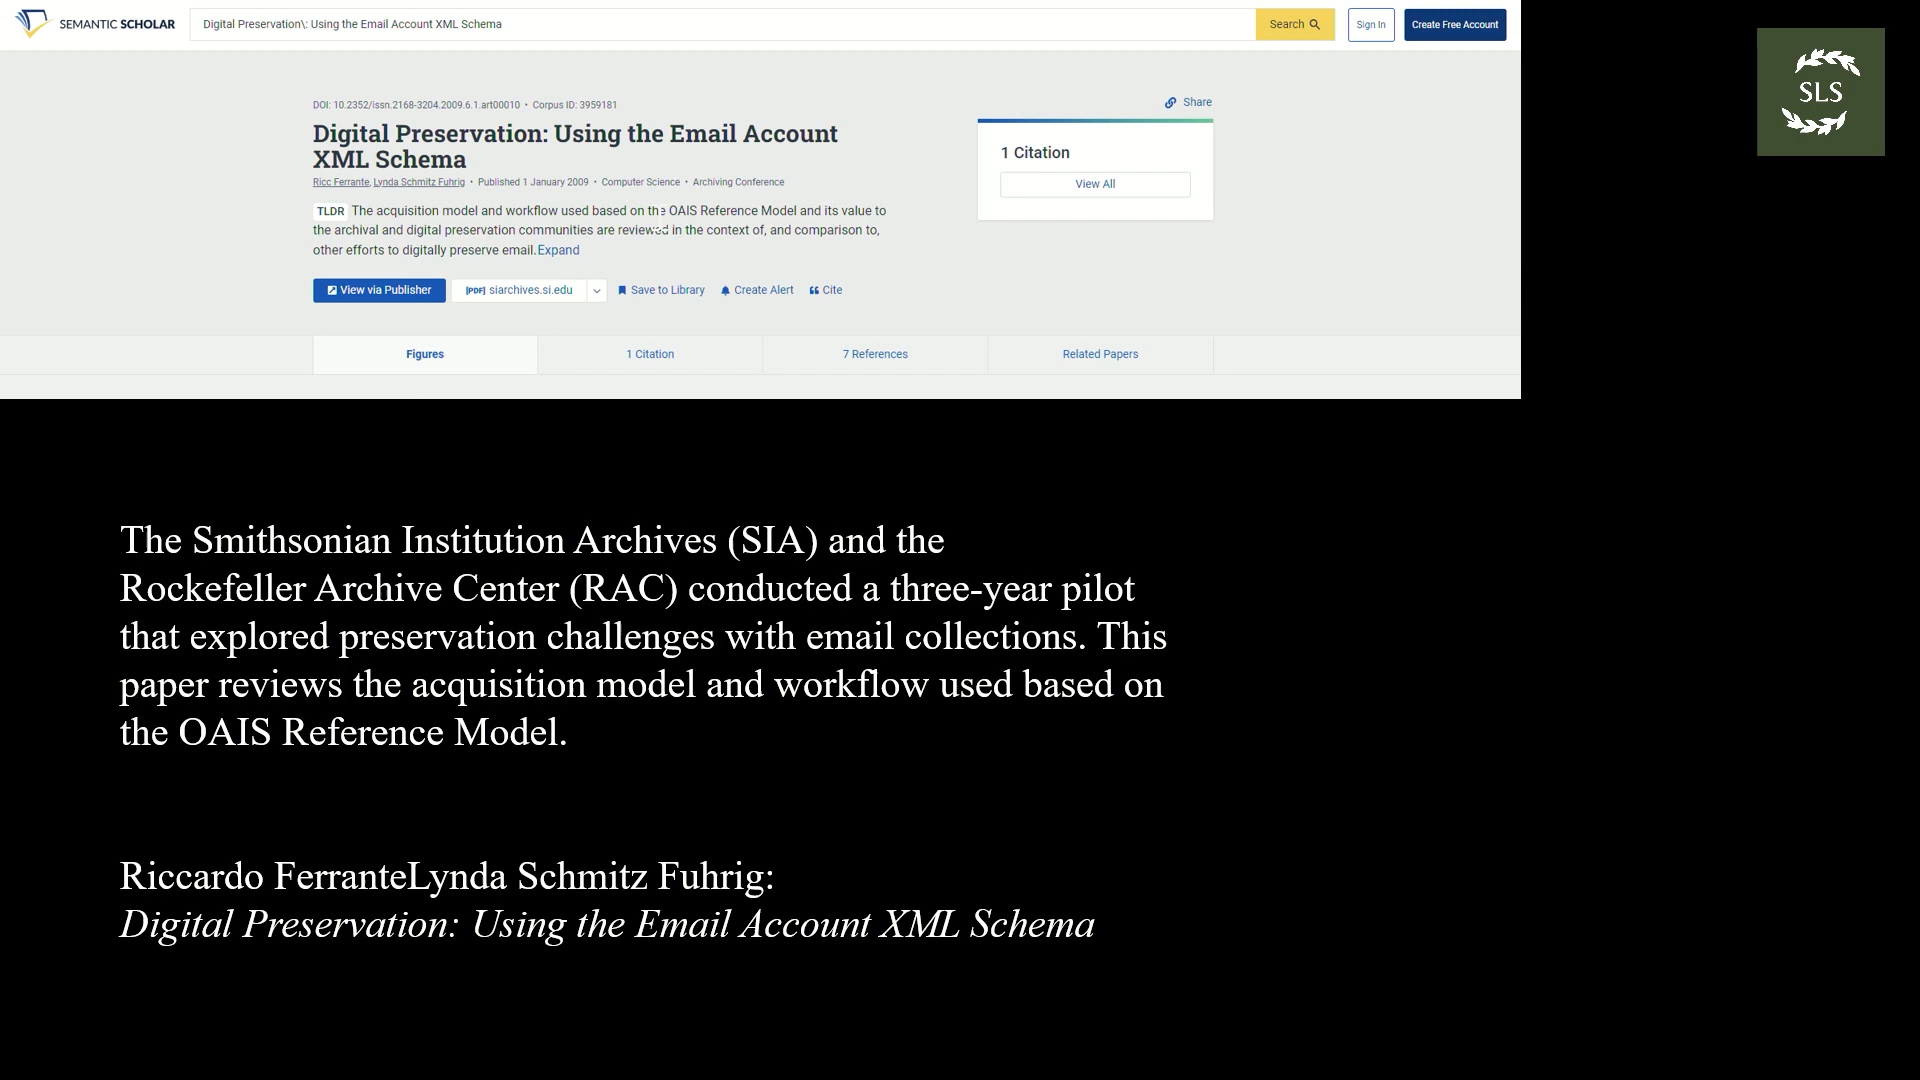 SEMANTIC SCHOLAR
Digital Preservation\: Using the Email Account XML Schema
Search
Sign In
Create Free Account
DOI: 10.2352/issn.2168-3204.2009.6.1.art00010 • Corpus ID: 3959181
Share
Digital Preservation: Using the Email Account
XML Schema
Ricc Ferrante, Lynda Schmitz Fuhrig • Published 1 January 2009 • Computer Science • Archiving Conference
TLDR The acquisition model and workflow used based on the OAIS Reference Model and its value to
the archival and digital preservation communities are reviewed in the context of, and comparison to,
other efforts to digitally preserve email. Expand
1 Citation
View All
View via Publisher
[PDF] siarchives.si.edu
Save to Library
Create Alert
Cite
Figures
1 Citation
7 References
Related Papers
SLS
The Smithsonian Institution Archives (SIA) and the
Rockefeller Archive Center (RAC) conducted a three-year pilot
that explored preservation challenges with email collections. This
paper reviews the acquisition model and workflow used based on
the OAIS Reference Model.
Riccardo FerranteLynda Schmitz Fuhrig:
Digital Preservation: Using the Email Account XML Schema